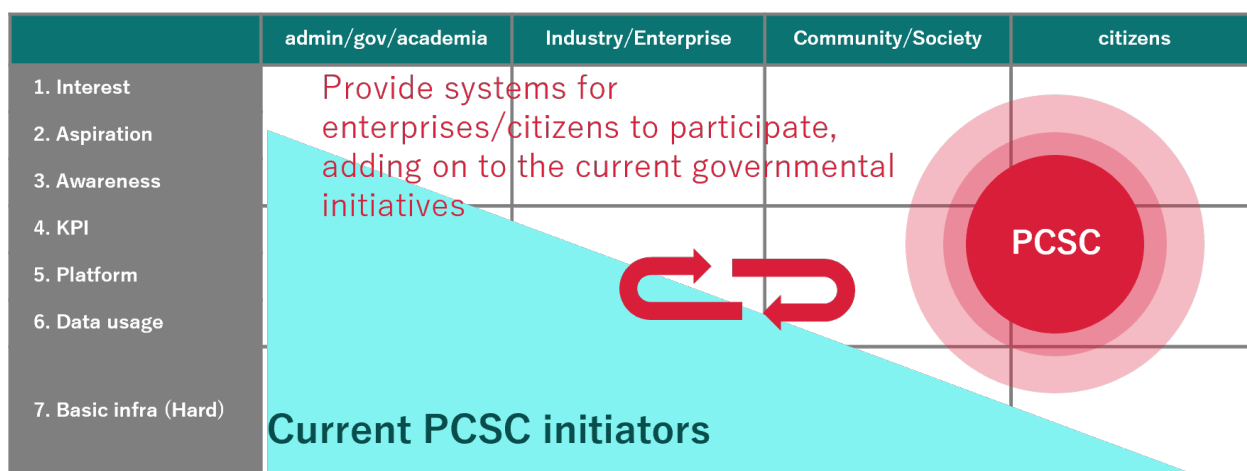 admin/gov/academia
Industry/Enterprise
Community/Society
citizens
1. Interest
2. Aspiration
3. Awareness
4. KPI
5. Platform
6. Data usage
7. Basic infra (Hard)
Provide systems for
enterprises/citizens to participate,
adding on to the current governmental
initiatives
PCSC
Current PCSC initiators